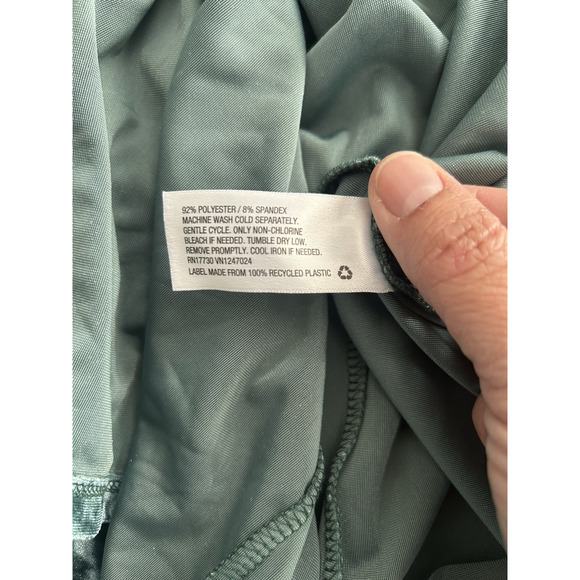 92% POLYESTER / 8% SPANDEX
MACHINE WASH COLD SEPARATELY.
GENTLE CYCLE. ONLY NON-CHLORINE
BLEACH IF NEEDED. TUMBLE DRY LOW.
REMOVE PROMPTLY. COOL IRON IF NEEDED.
RN17730 VN1247024
LABEL MADE FROM 100% RECYCLED PLASTIC